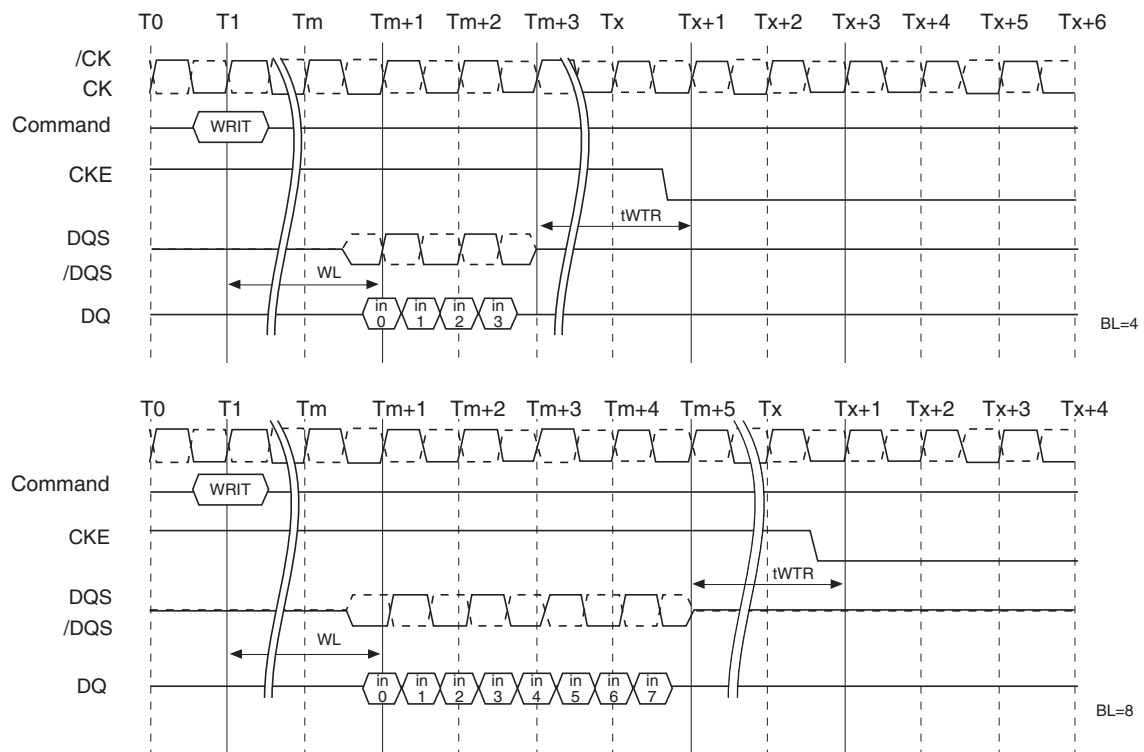 T0 T1 Tm Tm+1 Tm+2 Tm+3 Tx Tx+1 Tx+2 Tx+3 Tx+4 Tx+5 Tx+6
/CK
CK
Command WRIT
CKE
tWTR
DQS
/DQS
WL
DQ in 0 in 1 in 2 in 3
BL=4
T0 T1 Tm Tm+1 Tm+2 Tm+3 Tm+4 Tm+5 Tx Tx+1 Tx+2 Tx+3 Tx+4
Command WRIT
CKE
tWTR
DQS
/DQS
WL
DQ in 0 in 1 in 2 in 3 in 4 in 5 in 6 in 7
BL=8